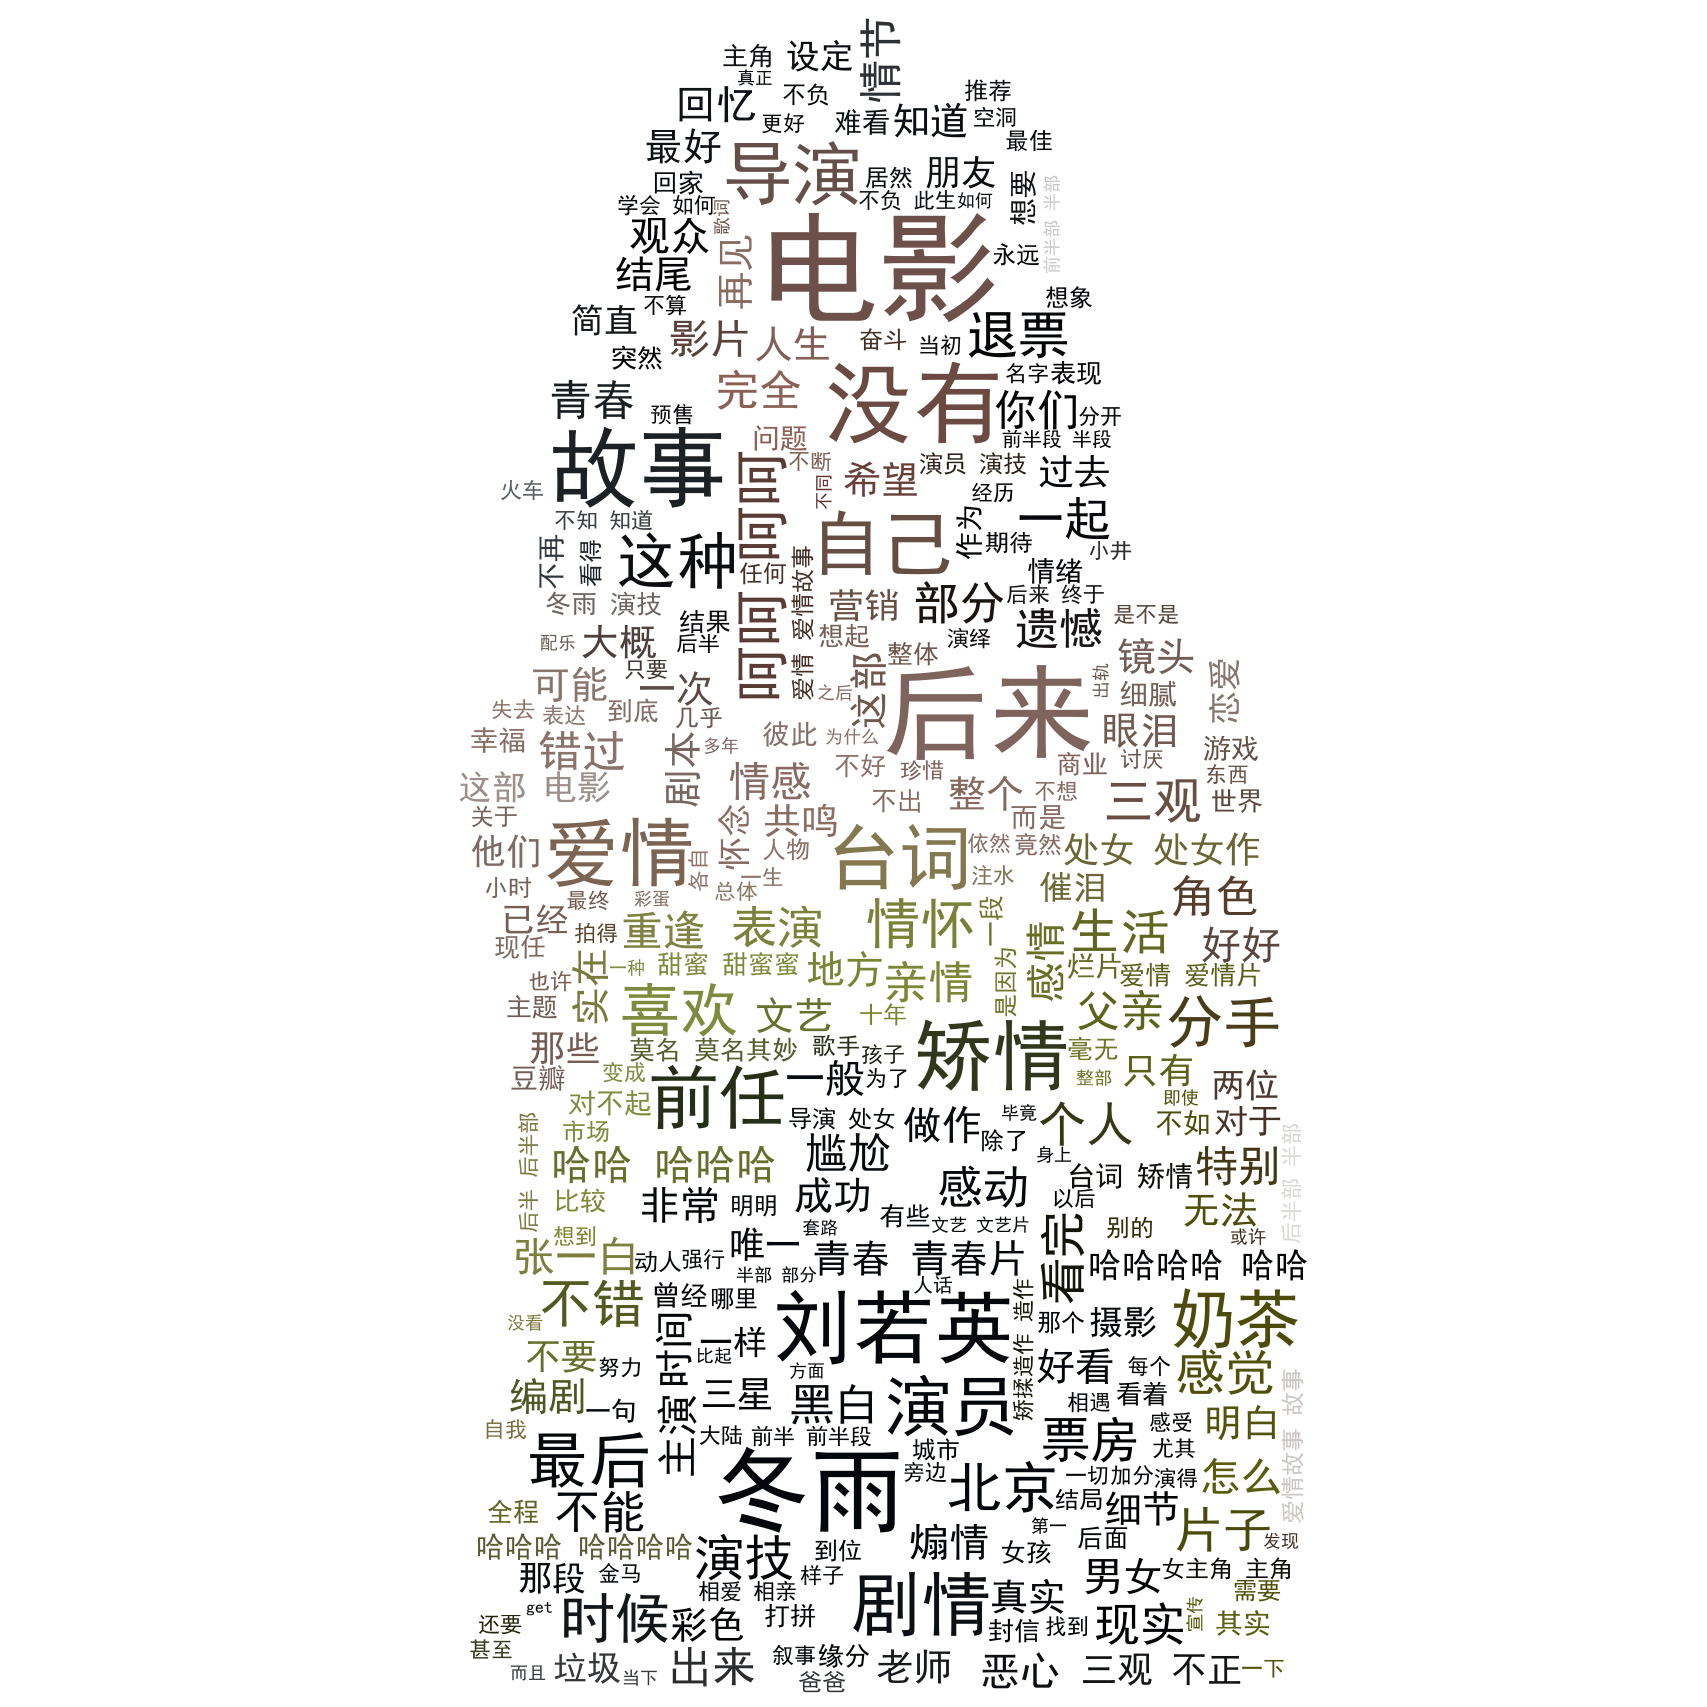 主角 设定 情节
真正
回忆 不负 推荐
更好 难看 知道 空洞
最好 导演 最佳
回家 居然 朋友 想要 前半部 半部
学会 如何 歌词 不负 此生 如何
观众 再见 电影 永远
结尾
简直 不算 想象
影片 人生 奋斗 当初 退票
突然
青春 完全 没有 名字 表现
预售 你们 分开
故事 问题 前半段 半段
呵呵 不断 希望 演员 演技 过去
火车 不同 经历
不知 知道 自己 作为 一起
不再 看得 这种 期待 小井
任何 爱情 爱情故事 情绪
冬雨 演技 呵呵 营销 部分 后来 终于
结果 想起 演绎 遗憾 是不是
配乐 大概 后半 整体 镜头
可能 只要 一次 之后 这部 后来 出轨 细腻 恋爱
失去 表达 到底 几乎
幸福 错过 剧本 多年 彼此 为什么 眼泪 游戏
不好 珍惜 商业 讨厌
这部 电影 情感 不出 整个 不想 三观 东西 世界
关于 怀念 共鸣 而是
他们 爱情 各自 人物 台词 依然 竟然 处女 处女作
小时 一生 注水 催泪
最终 彩蛋 总体 角色
已经 拍得 重逢 表演 情怀 一段 感情 生活 好好
现任
实在 一种 甜蜜 甜蜜蜜 地方 亲情 是因为 烂片 爱情 爱情片
也许
主题 喜欢 文艺 十年 父亲 分手
那些 莫名 莫名其妙 歌手 孩子 矫情 毫无
豆瓣 变成 前任 一般 为了 整部 只有 两位
对不起 导演 处女 做作 毕竟 个人 即使 不如 对于
后半 后半部 市场 除了 后半部 半部
哈哈 哈哈哈 尴尬 身上 特别
比较 非常 明明 成功 感动 台词 矫情
有些 以后 无法
想到 套路 文艺 文艺片 看完 别的 或许
张一白 动人 强行 唯一 青春 青春片 哈哈哈哈 哈哈
半部 部分 人话
不错 曾经 哪里 刘若英 矫揉造作 造作 奶茶
没看 时间 一样 那个 摄影
不要 努力 比起 方面 好看 每个 感觉
编剧 三星 黑白 演员 相遇 看着 爱情故事 故事
一句 主演 感受 明白
自我 大陆 前半 前半段 票房 尤其
最后 冬雨 城市
旁边 北京 一切 加分 演得 怎么
全程 不能 结局 细节
第一 片子
哈哈哈 哈哈哈哈 演技 到位 煽情 女孩 后面 发现
那段 金马 样子 男女 女主角 主角
get 时候 相爱 相亲 剧情 真实 需要
还要 彩色 打拼 封信 找到 现实 宣传 其实
甚至 叙事 缘分
而且 垃圾 当下 出来 爸爸 老师 恶心 三观 不正 一下